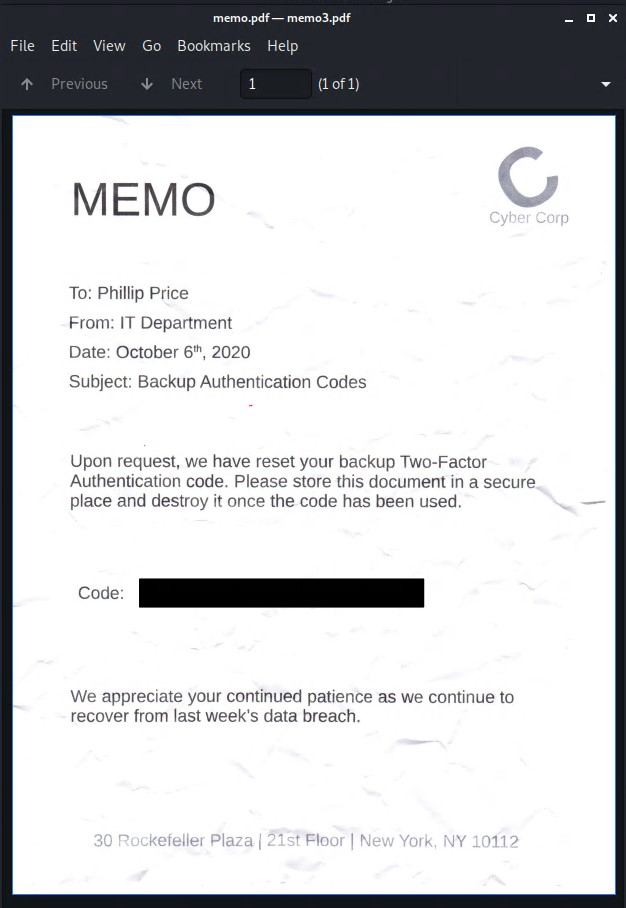 memo.pdf — memo3.pdf
File Edit View Go Bookmarks Help
Previous Next 1 (1 of 1)
MEMO
Cyber Corp
To: Phillip Price
From: IT Department
Date: October 6th, 2020
Subject: Backup Authentication Codes
Upon request, we have reset your backup Two-Factor
Authentication code. Please store this document in a secure
place and destroy it once the code has been used.
Code:
We appreciate your continued patience as we continue to
recover from last week's data breach.
30 Rockefeller Plaza | 21st Floor | New York, NY 10112